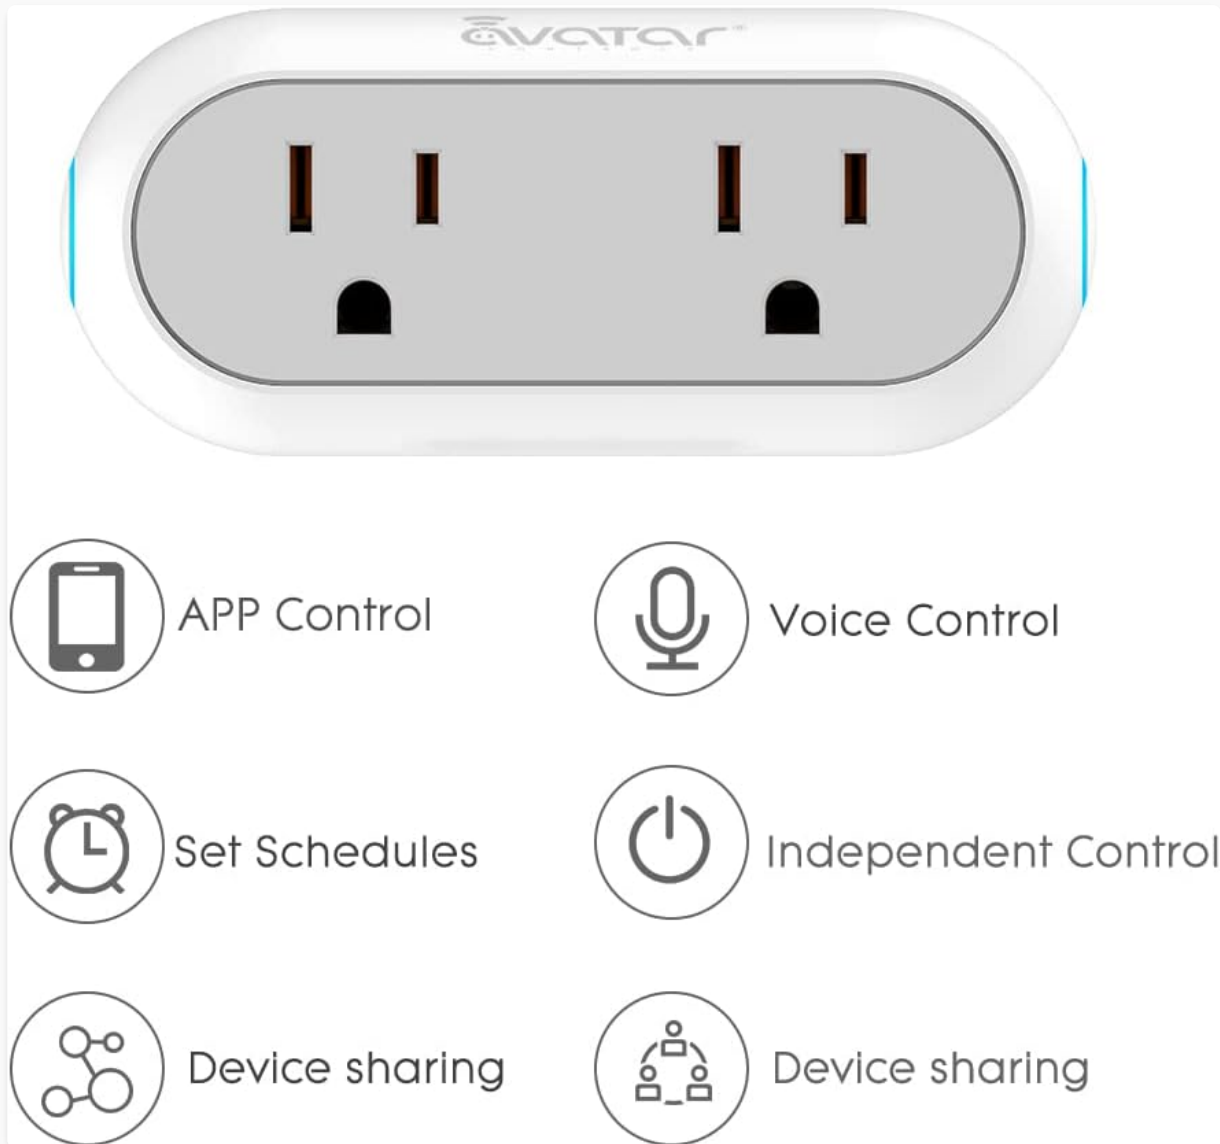 avatar
APP Control
Voice Control
Set Schedules
Independent Control
Device sharing
Device sharing